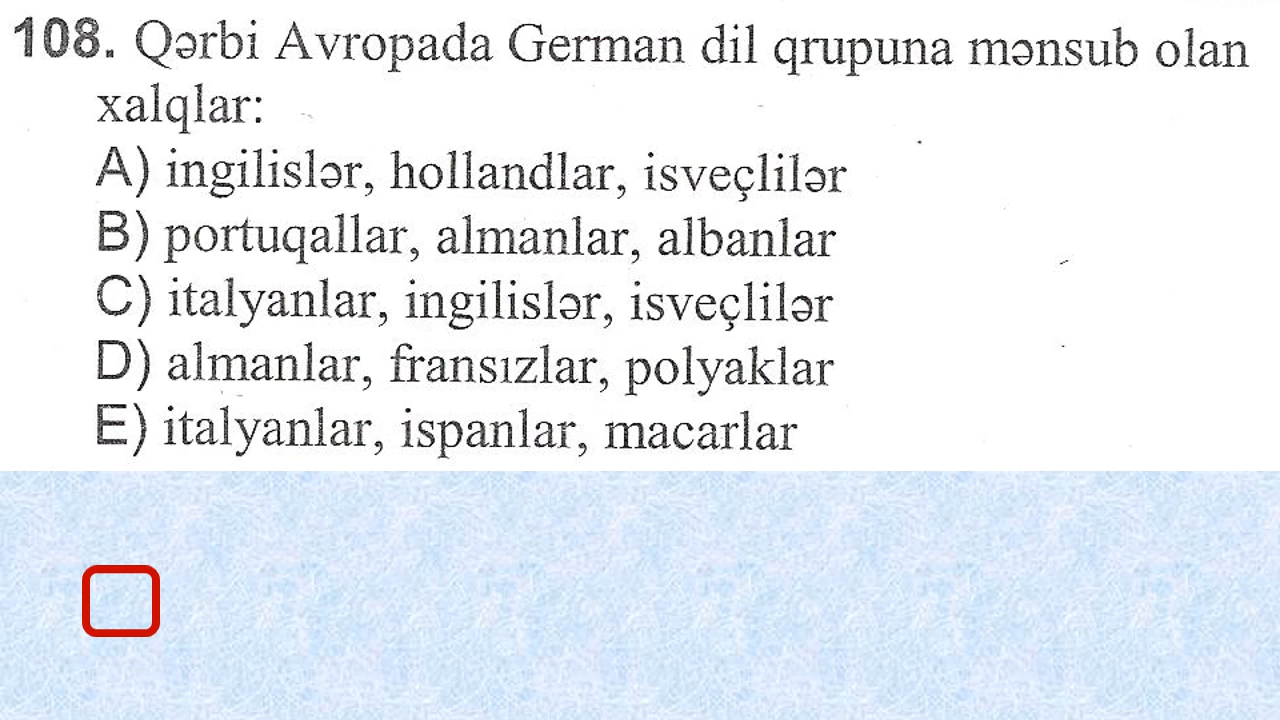 108. Qərbi Avropada German dil qrupuna mənsub olan
xalqlar:
A) ingilislər, hollandlar, isveçlilər
B) portuqallar, almanlar, albanlar
C) italyanlar, ingilislər, isveçlilər
D) almanlar, fransızlar, polyaklar
E) italyanlar, ispanlar, macarlar